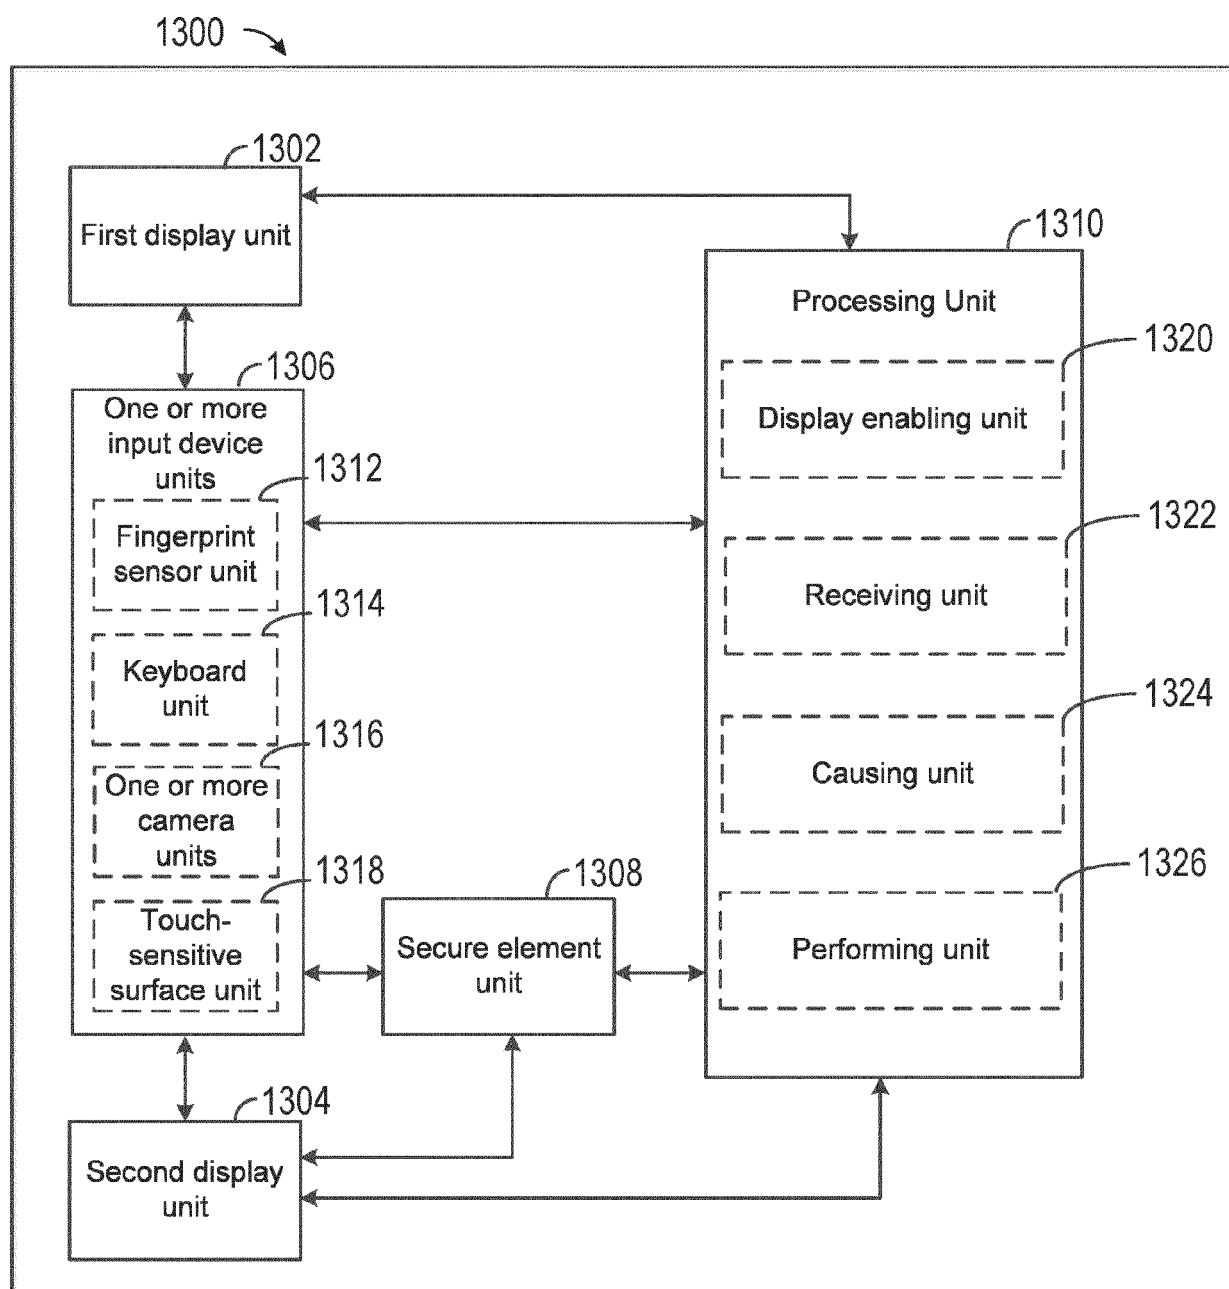 1300
1302
First display unit
1310
Processing Unit
1320
Display enabling unit
1306
One or more
input device
units
1312
Fingerprint
sensor unit
1322
Receiving unit
1314
Keyboard
unit
1324
Causing unit
1316
One or more
camera
units
1326
Performing unit
1318
Touch-
sensitive
surface unit
1308
Secure element
unit
1304
Second display
unit